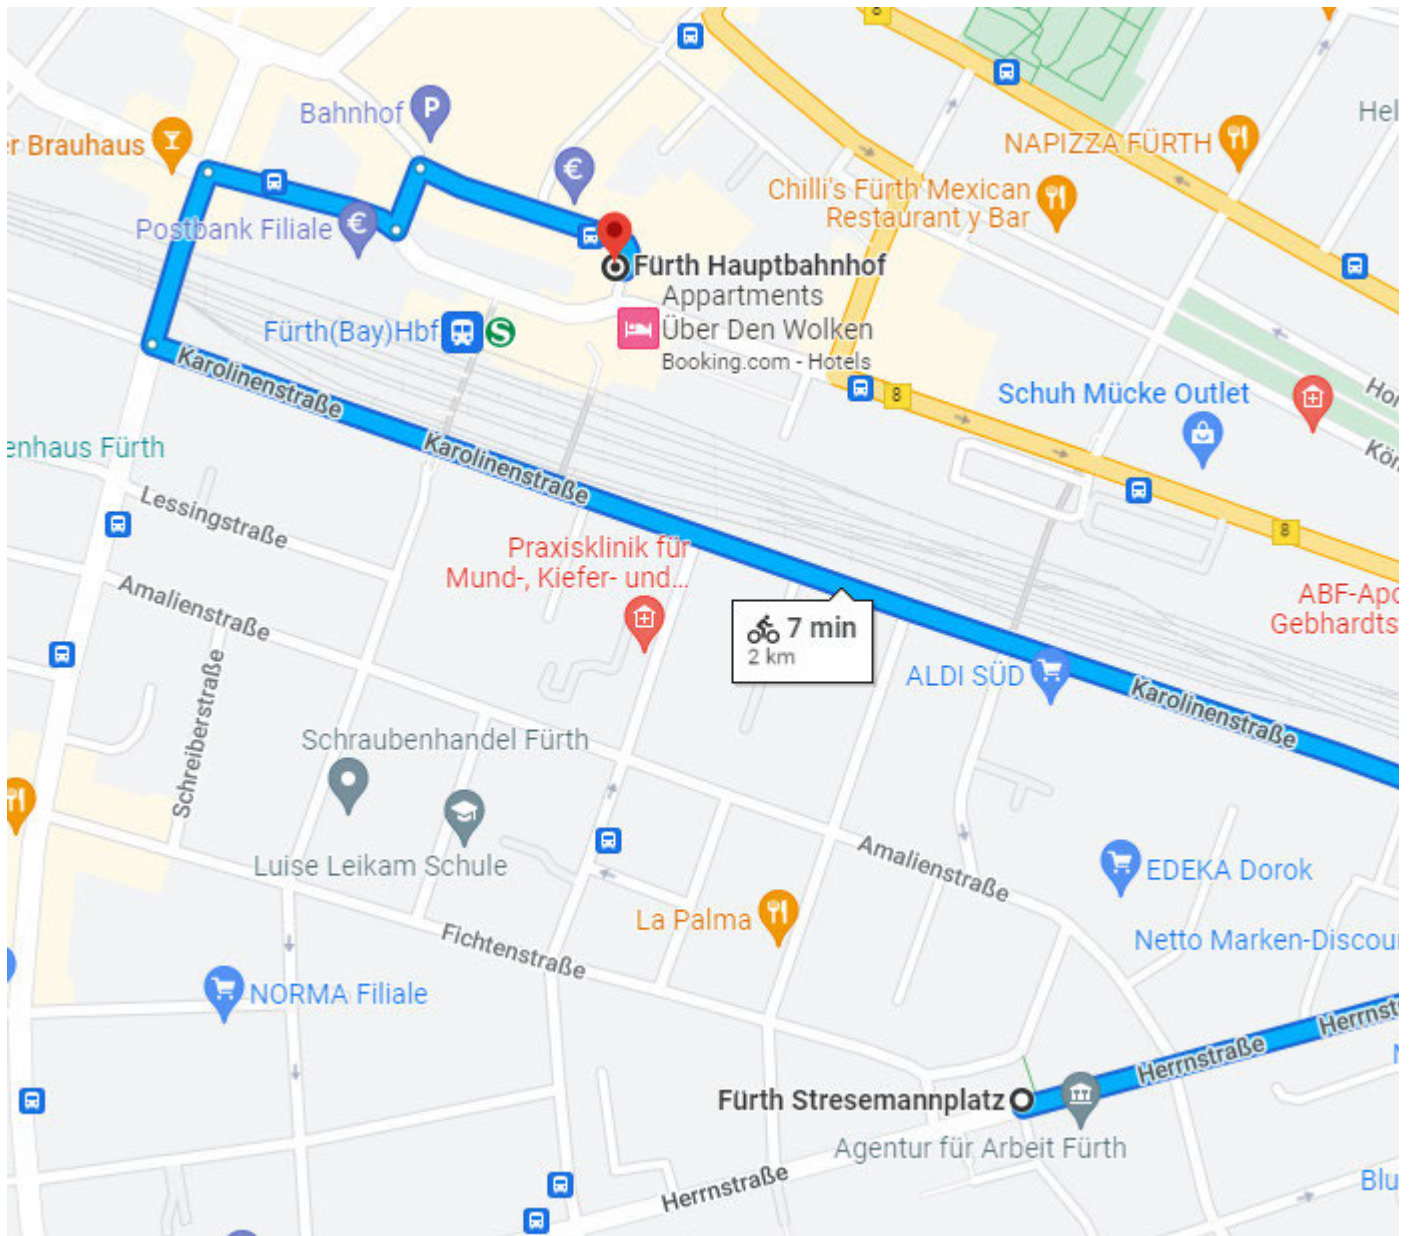 8
Bahnhof
P
r Brauhaus
NAPIZZA FÜRTH
Hel
€
Chilli's Fürth Mexican
Restaurant y Bar
Postbank Filiale
€
Fürth Hauptbahnhof
Appartments
Über Den Wolken
Booking.com - Hotels
Fürth(Bay)Hbf
S
Karolinenstraße
8
Schuh Mücke Outlet
Hor
Kön
enhaus Fürth
Karolinenstraße
Lessingstraße
8
Praxisklinik für
Mund-, Kiefer- und...
Amalienstraße
ABF-Apo
Gebhardts
7 min
2 km
ALDI SÜD
Karolinenstraße
Schreiberstraße
Schraubenhandel Fürth
Luise Leikam Schule
Amalienstraße
EDEKA Dorok
La Palma
Fichtenstraße
Netto Marken-Discou
NORMA Filiale
Herrnst
Herrnstraße
Fürth Stresemannplatz
Agentur für Arbeit Fürth
Herrnstraße
Blu